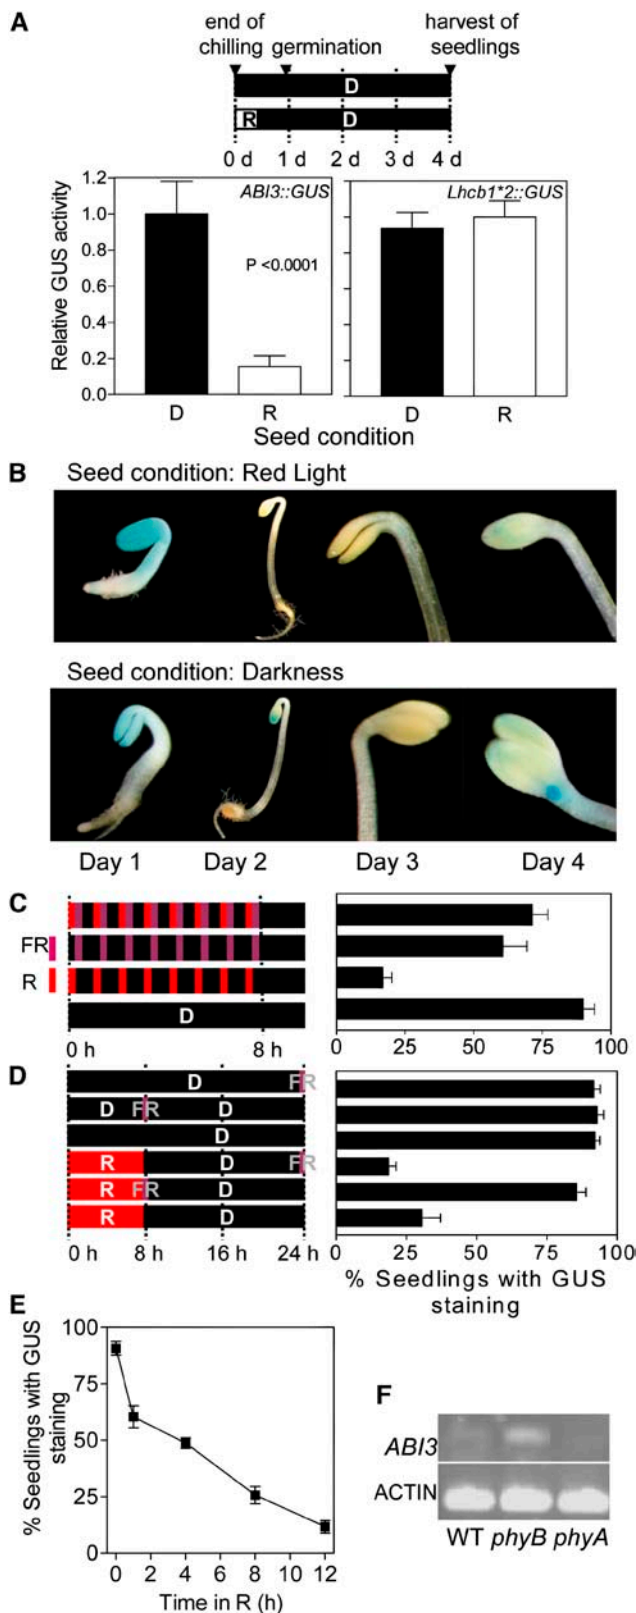 A
end of
chilling germination
harvest of
seedlings
D
R D
0 d 1 d 2 d 3 d 4 d
Relative GUS activity
1.2
1.0
0.8
0.6
0.4
0.2
0.0
ABI3::GUS
P <0.0001
Lhcb1*2::GUS
D R D R
Seed condition
B
Seed condition: Red Light
Seed condition: Darkness
Day 1 Day 2 Day 3 Day 4
C
FR
R
D
0 h 8 h
0 25 50 75 100
D
D FR
D FR D
D
R D FR
R FR D
R D
0 h 8 h 16 h 24 h
0 25 50 75 100
% Seedlings with GUS
staining
E
% Seedlings with GUS
staining
100
75
50
25
0
0 2 4 6 8 10 12
Time in R (h)
F
ABI3
ACTIN
WT phyB phyA